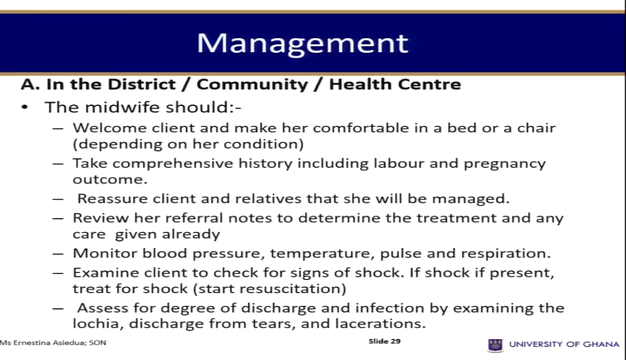 Management
A. In the District / Community / Health Centre
• The midwife should:-
– Welcome client and make her comfortable in a bed or a chair
(depending on her condition)
– Take comprehensive history including labour and pregnancy
outcome.
– Reassure client and relatives that she will be managed.
– Review her referral notes to determine the treatment and any
care given already
– Monitor blood pressure, temperature, pulse and respiration.
– Examine client to check for signs of shock. If shock if present,
treat for shock (start resuscitation)
– Assess for degree of discharge and infection by examining the
lochia, discharge from tears, and lacerations.
Ms Ernestina Asiedua; SON
Slide 29
UNIVERSITY OF GHANA